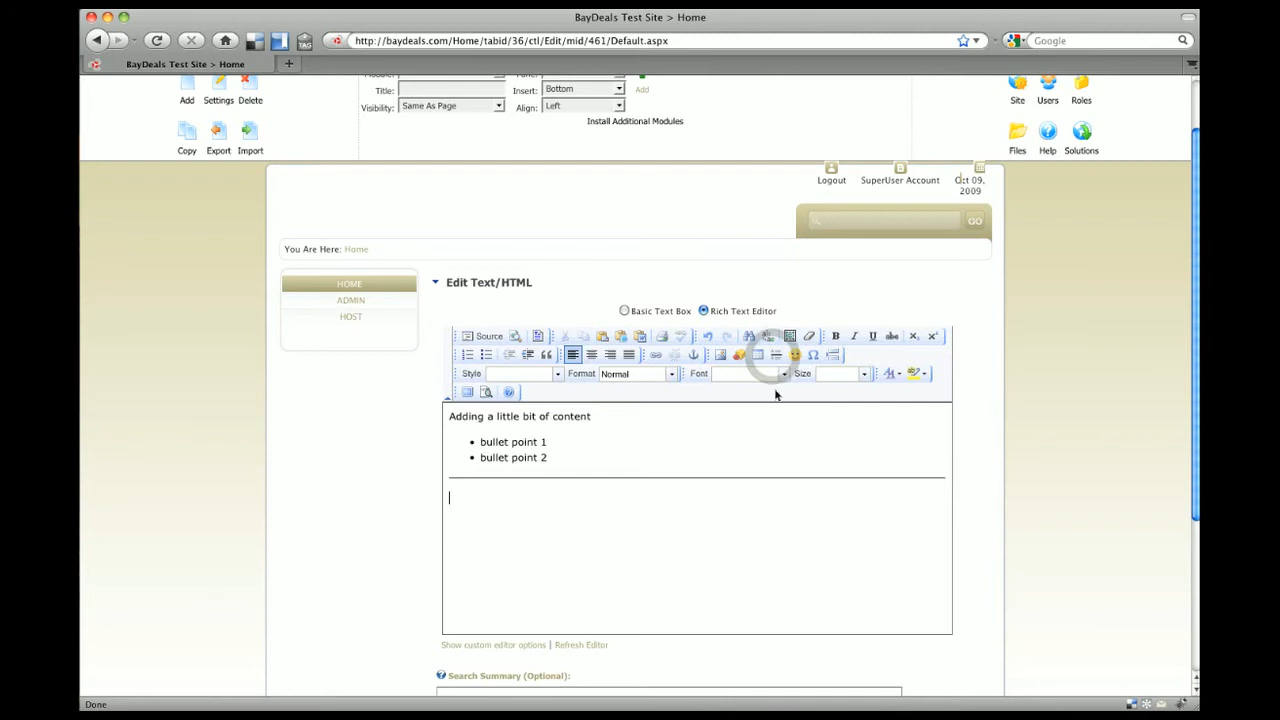 BayDeals Test Site > Home
http://baydeals.com/Home/tabid/36/ctl/Edit/mid/461/Default.aspx
Google
BayDeals Test Site > Home
Title:
Insert: Bottom
Add
Visibility: Same As Page
Align: Left
Install Additional Modules
Add Settings Delete
Site Users Roles
Copy Export Import
Files Help Solutions
Logout SuperUser Account Oct 09,
2009
GO
You Are Here: Home
HOME
ADMIN
HOST
Edit Text/HTML
Basic Text Box Rich Text Editor
Source
Style Format Normal Font Size
Adding a little bit of content
• bullet point 1
• bullet point 2
Show custom editor options | Refresh Editor
Search Summary (Optional):
Done